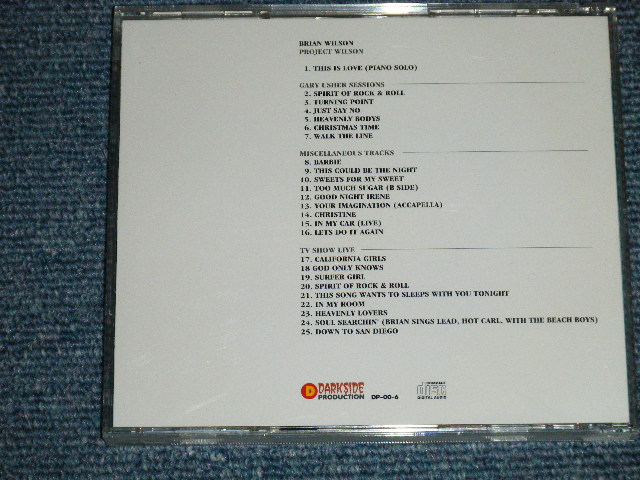 BRIAN WILSON
PROJECT WILSON
1. THIS IS LOVE (PIANO SOLO)
GARY USHER SESSIONS
2. SPIRIT OF ROCK & ROLL
3. TURNING POINT
4. JUST SAY NO
5. HEAVENLY BODYS
6. CHRISTMAS TIME
7. WALK THE LINE
MISCELLANEOUS TRACKS
8. BARBIE
9. THIS COULD BE THE NIGHT
10. SWEETS FOR MY SWEET
11. TOO MUCH SUGAR (B SIDE)
12. GOOD NIGHT IRENE
13. YOUR IMAGINATION (ACCAPELLA)
14. CHRISTINE
15. IN MY CAR (LIVE)
16. LETS DO IT AGAIN
TV SHOW LIVE
17. CALIFORNIA GIRLS
18 GOD ONLY KNOWS
19. SURFER GIRL
20. SPIRIT OF ROCK & ROLL
21. THIS SONG WANTS TO SLEEPS WITH YOU TONIGHT
22. IN MY ROOM
23. HEAVENLY LOVERS
24. SOUL SEARCHIN' (BRIAN SINGS LEAD, HOT CARL, WITH THE BEACH BOYS)
25. DOWN TO SAN DIEGO
D DARKSIDE
PRODUCTION DP-00-6
COMPACT
disc
DIGITAL AUDIO